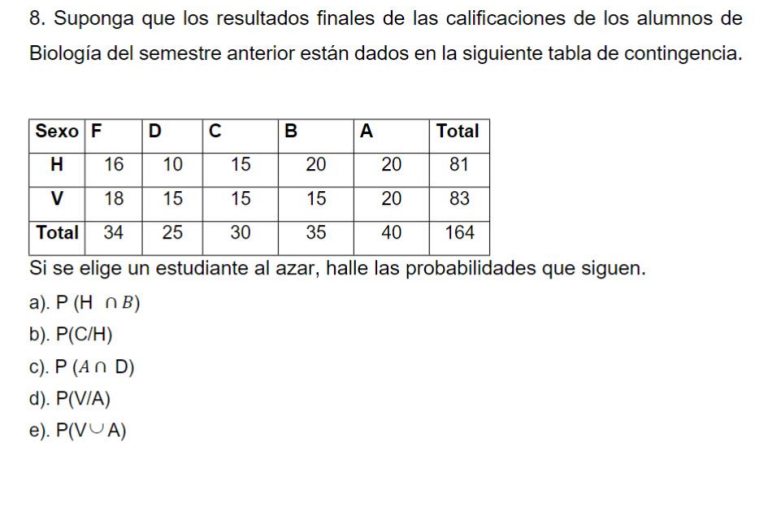 8. Suponga que los resultados finales de las calificaciones de los alumnos de
Biología del semestre anterior están dados en la siguiente tabla de contingencia.
Sexo F D C B A Total
H 16 10 15 20 20 81
V 18 15 15 15 20 83
Total 34 25 30 35 40 164
Si se elige un estudiante al azar, halle las probabilidades que siguen.
a). P (H ∩ B)
b). P(C/H)
c). P (A ∩ D)
d). P(V/A)
e). P(V∪A)